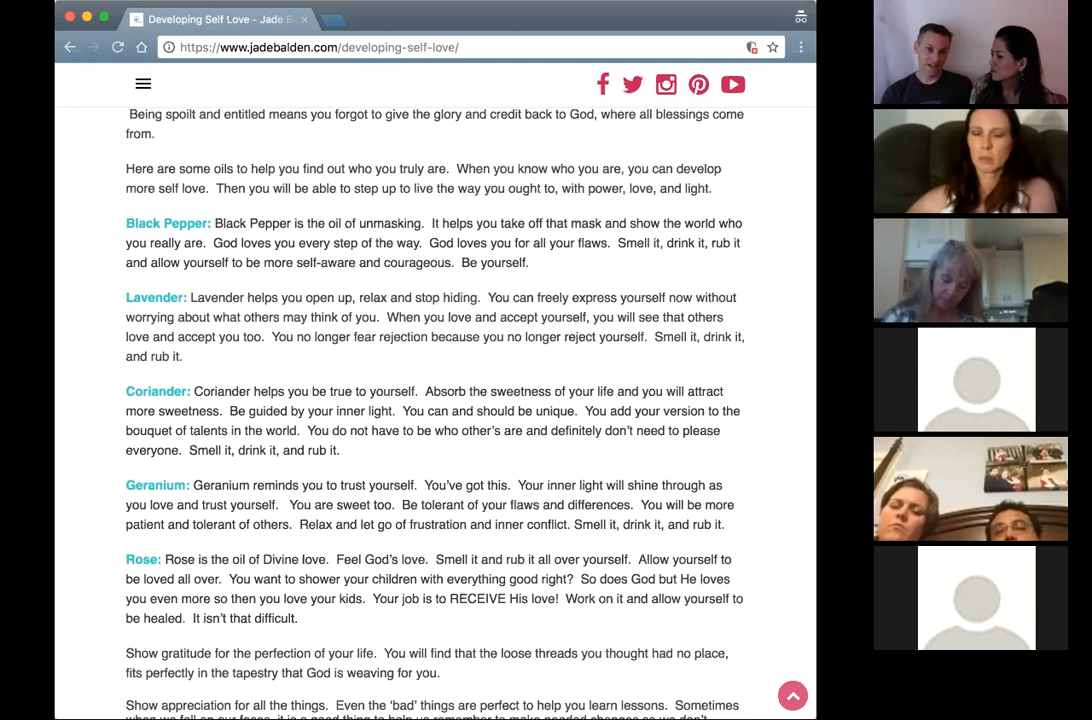 Developing Self Love - Jade B
https://www.jadebalden.com/developing-self-love/
Being spoilt and entitled means you forgot to give the glory and credit back to God, where all blessings come
from.
Here are some oils to help you find out who you truly are. When you know who you are, you can develop
more self love. Then you will be able to step up to live the way you ought to, with power, love, and light.
Black Pepper: Black Pepper is the oil of unmasking. It helps you take off that mask and show the world who
you really are. God loves you every step of the way. God loves you for all your flaws. Smell it, drink it, rub it
and allow yourself to be more self-aware and courageous. Be yourself.
Lavender: Lavender helps you open up, relax and stop hiding. You can freely express yourself now without
worrying about what others may think of you. When you love and accept yourself, you will see that others
love and accept you too. You no longer fear rejection because you no longer reject yourself. Smell it, drink it,
and rub it.
Coriander: Coriander helps you be true to yourself. Absorb the sweetness of your life and you will attract
more sweetness. Be guided by your inner light. You can and should be unique. You add your version to the
bouquet of talents in the world. You do not have to be who other's are and definitely don't need to please
everyone. Smell it, drink it, and rub it.
Geranium: Geranium reminds you to trust yourself. You've got this. Your inner light will shine through as
you love and trust yourself. You are sweet too. Be tolerant of your flaws and differences. You will be more
patient and tolerant of others. Relax and let go of frustration and inner conflict. Smell it, drink it, and rub it.
Rose: Rose is the oil of Divine love. Feel God's love. Smell it and rub it all over yourself. Allow yourself to
be loved all over. You want to shower your children with everything good right? So does God but He loves
you even more so then you love your kids. Your job is to RECEIVE His love! Work on it and allow yourself to
be healed. It isn't that difficult.
Show gratitude for the perfection of your life. You will find that the loose threads you thought had no place,
fits perfectly in the tapestry that God is weaving for you.
Show appreciation for all the things. Even the 'bad' things are perfect to help you learn lessons. Sometimes
when we fall on our faces, it is a good thing to help us remember to make needed changes as we don't